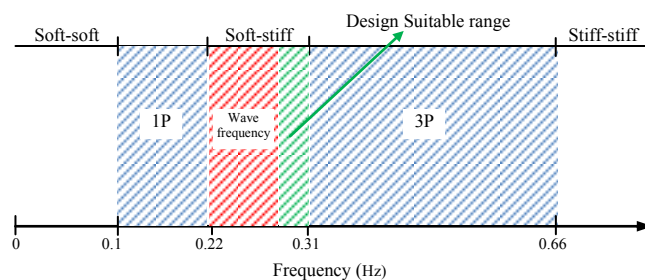 Design Suitable range
Soft-soft Soft-stiff Stiff-stiff
1P Wave frequency 3P
0 0.1 0.22 0.31 0.66
Frequency (Hz)